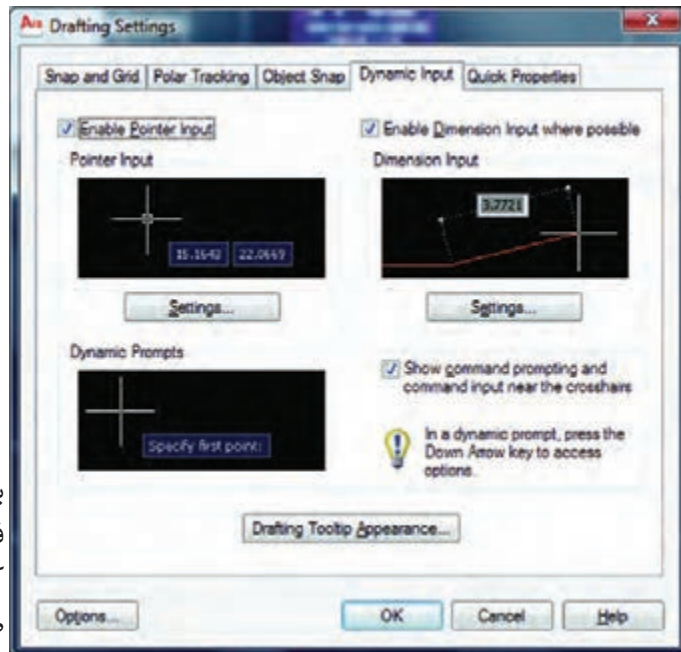 Drafting Settings
Snap and Grid Polar Tracking Object Snap Dynamic Input Quick Properties
Enable Pointer Input
Enable Dimension Input where possible
Pointer Input
Dimension Input
3.7721
15.1642 22.0669
Settings...
Settings...
Dynamic Prompts
Show command prompting and
command input near the crosshairs
Specify first point:
In a dynamic prompt, press the
Down Arrow key to access
options.
Drafting Tooltip Appearance...
Options...
OK
Cancel
Help